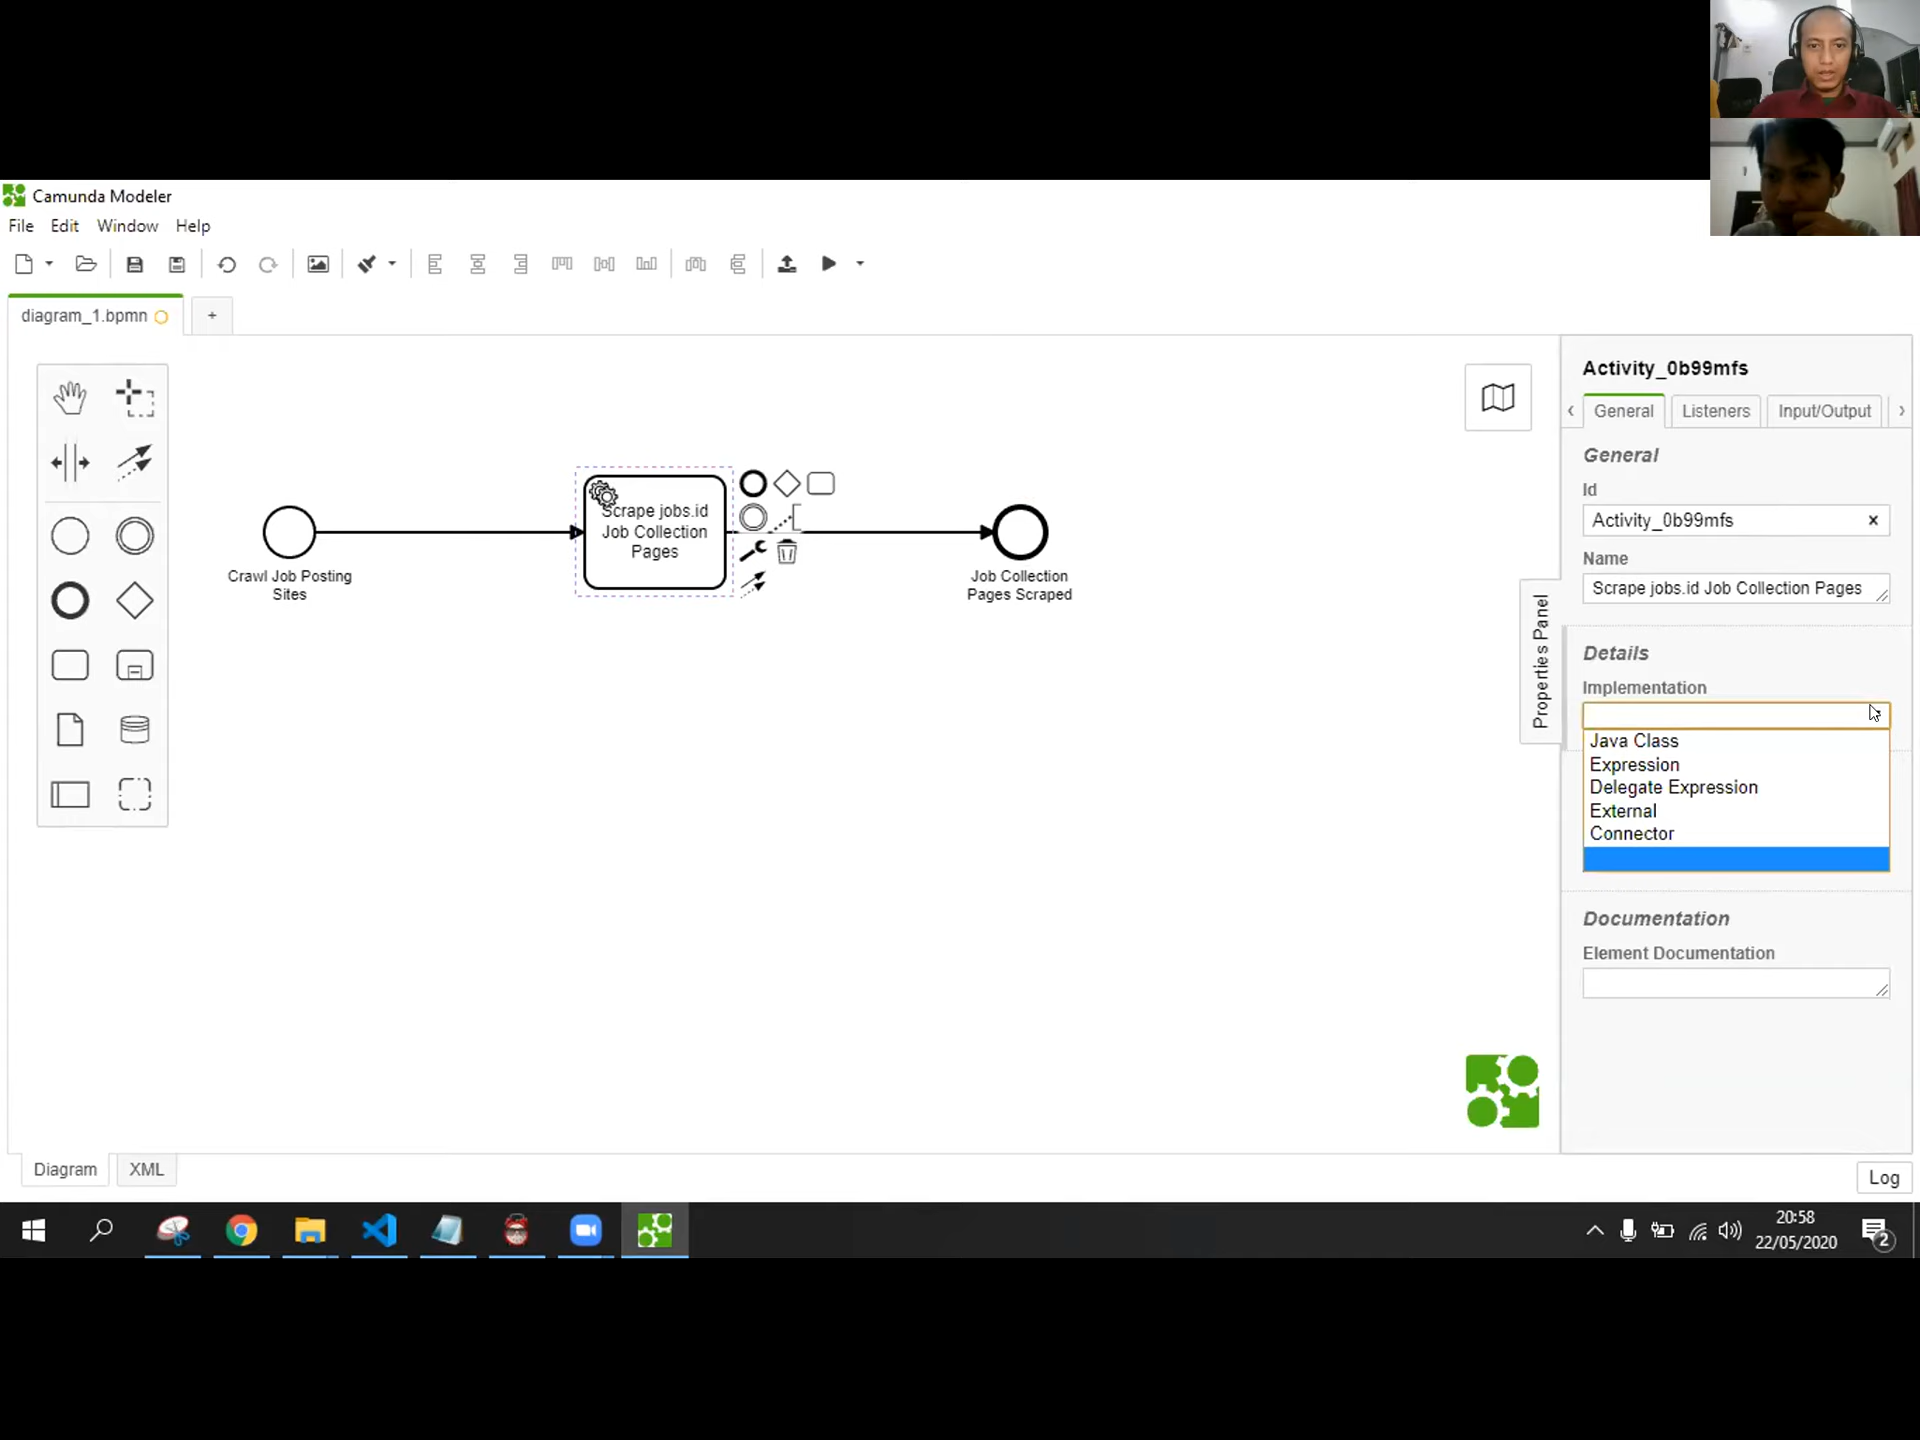 Camunda Modeler
File Edit Window Help
diagram_1.bpmn
+
Crawl Job Posting
Sites
Scrape jobs.id
Job Collection
Pages
Job Collection
Pages Scraped
Properties Panel
Activity_0b99mfs
General Listeners Input/Output
General
Id
Activity_0b99mfs
Name
Scrape jobs.id Job Collection Pages
Details
Implementation
Java Class
Expression
Delegate Expression
External
Connector
Documentation
Element Documentation
Diagram XML
Log
20:58
22/05/2020
2